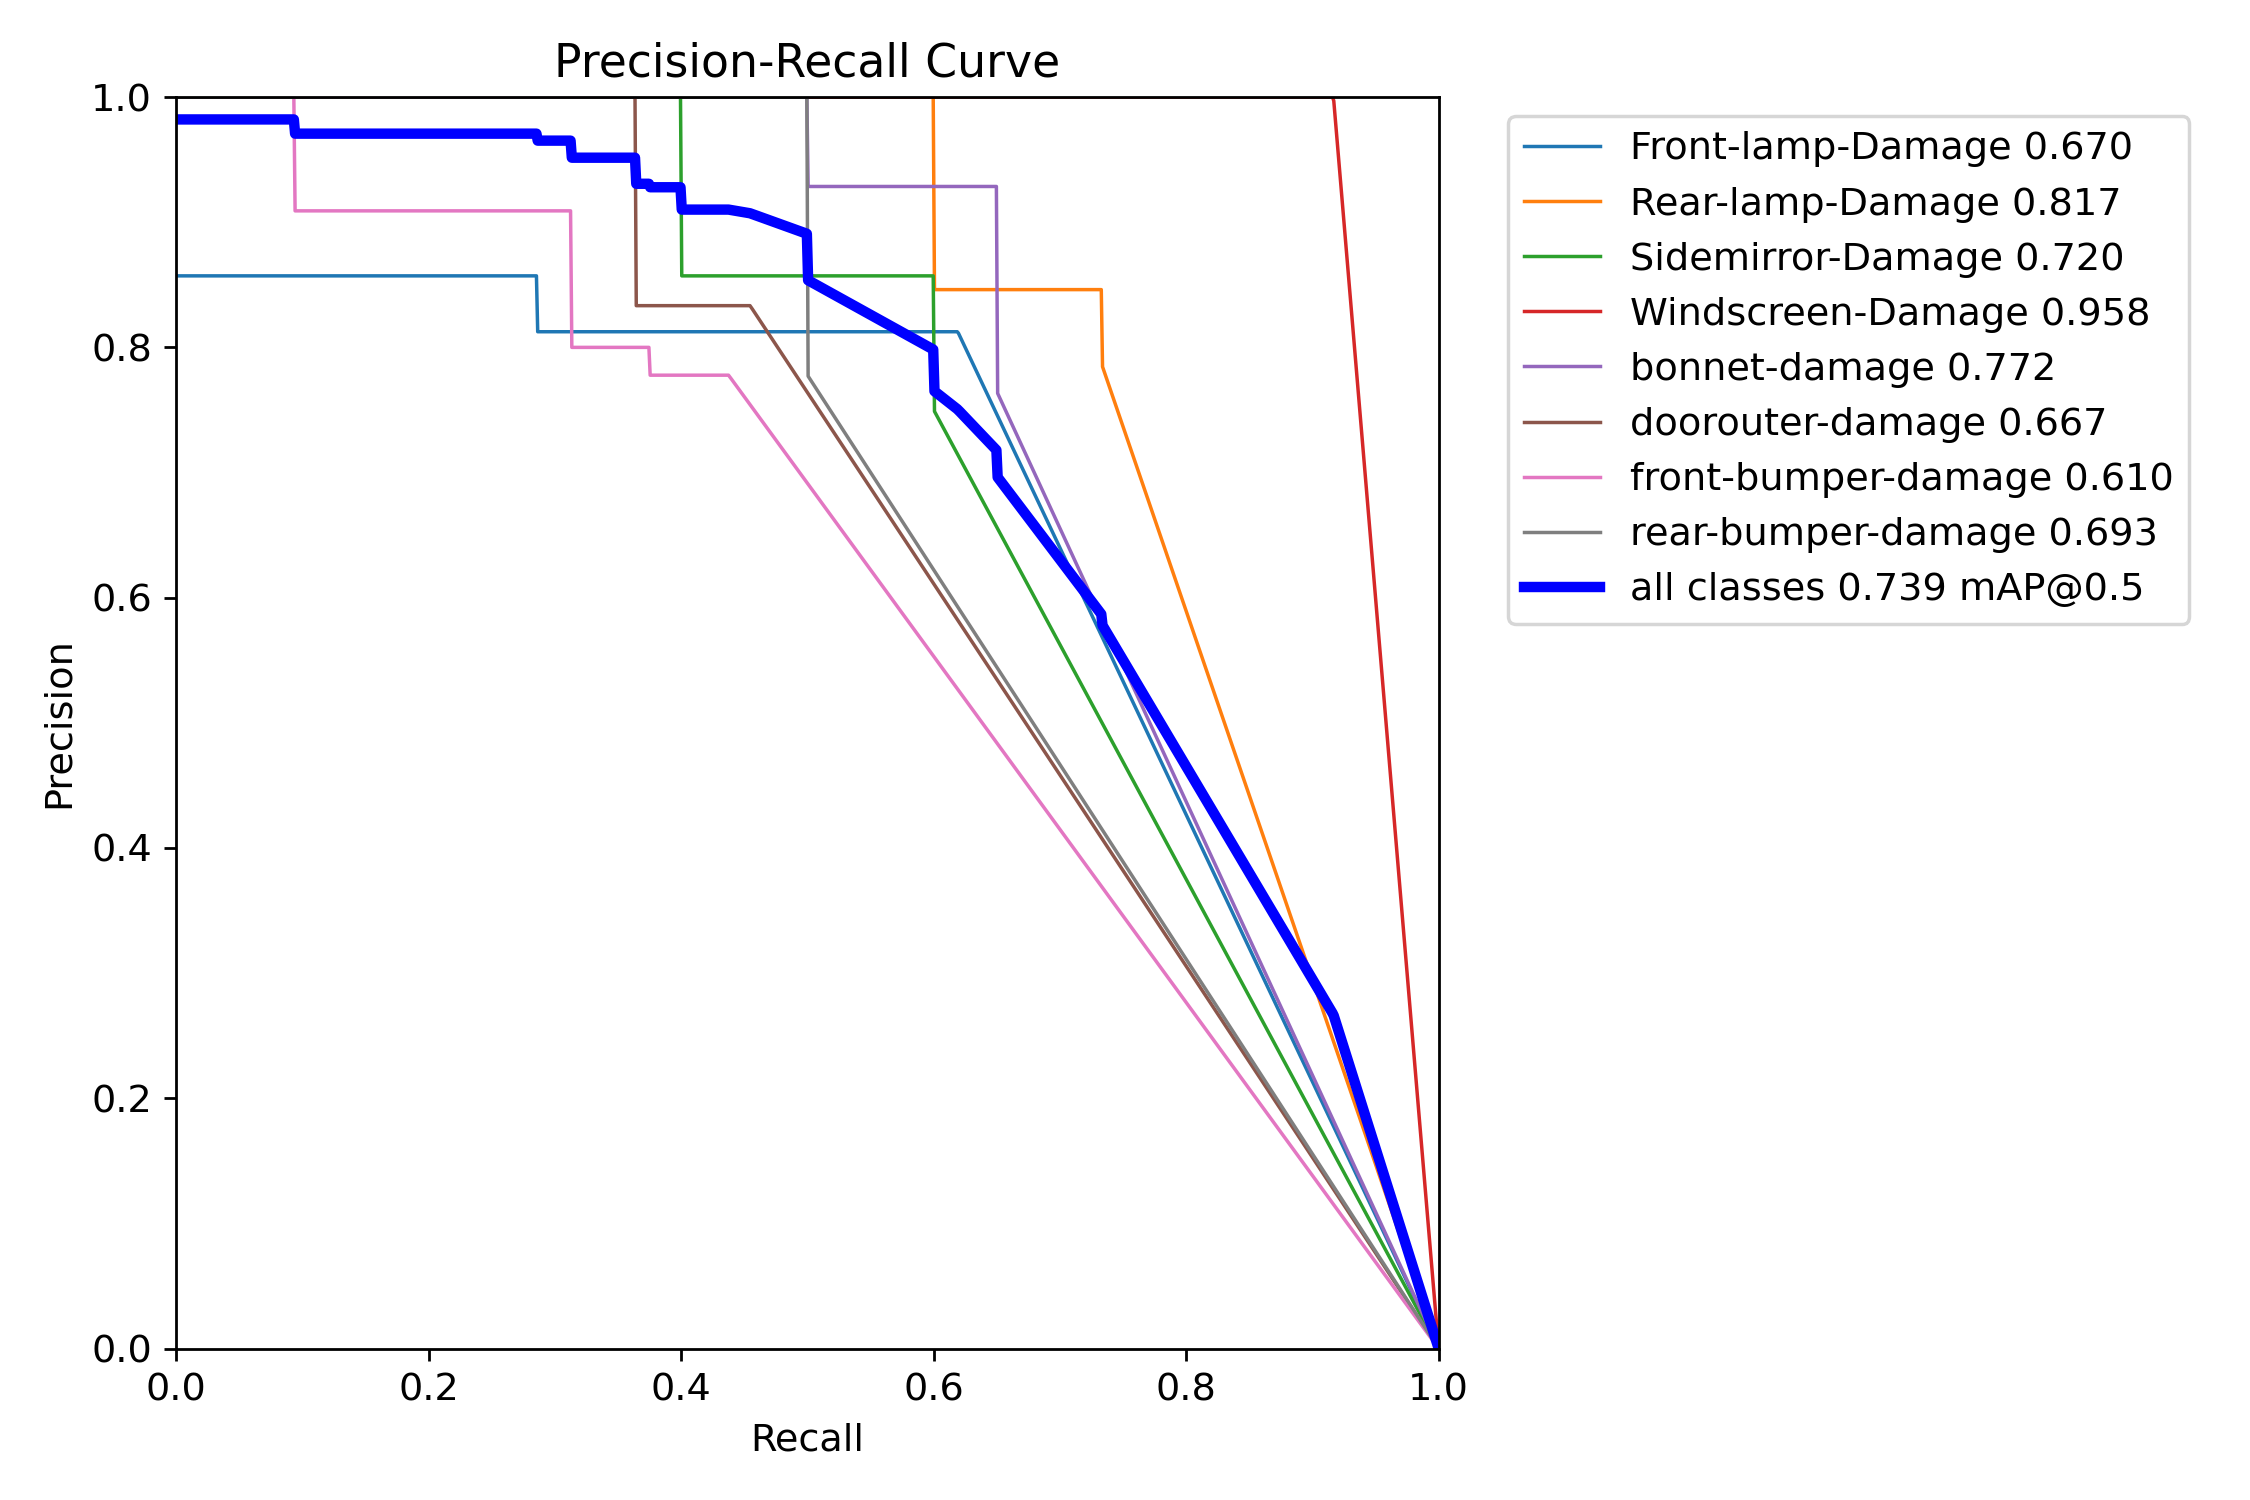 Precision-Recall Curve
1.0
0.8
0.6
0.4
0.2
0.0
Precision
0.0 0.2 0.4 0.6 0.8 1.0
Recall
Front-lamp-Damage 0.670
Rear-lamp-Damage 0.817
Sidemirror-Damage 0.720
Windscreen-Damage 0.958
bonnet-damage 0.772
doorouter-damage 0.667
front-bumper-damage 0.610
rear-bumper-damage 0.693
all classes 0.739 mAP@0.5